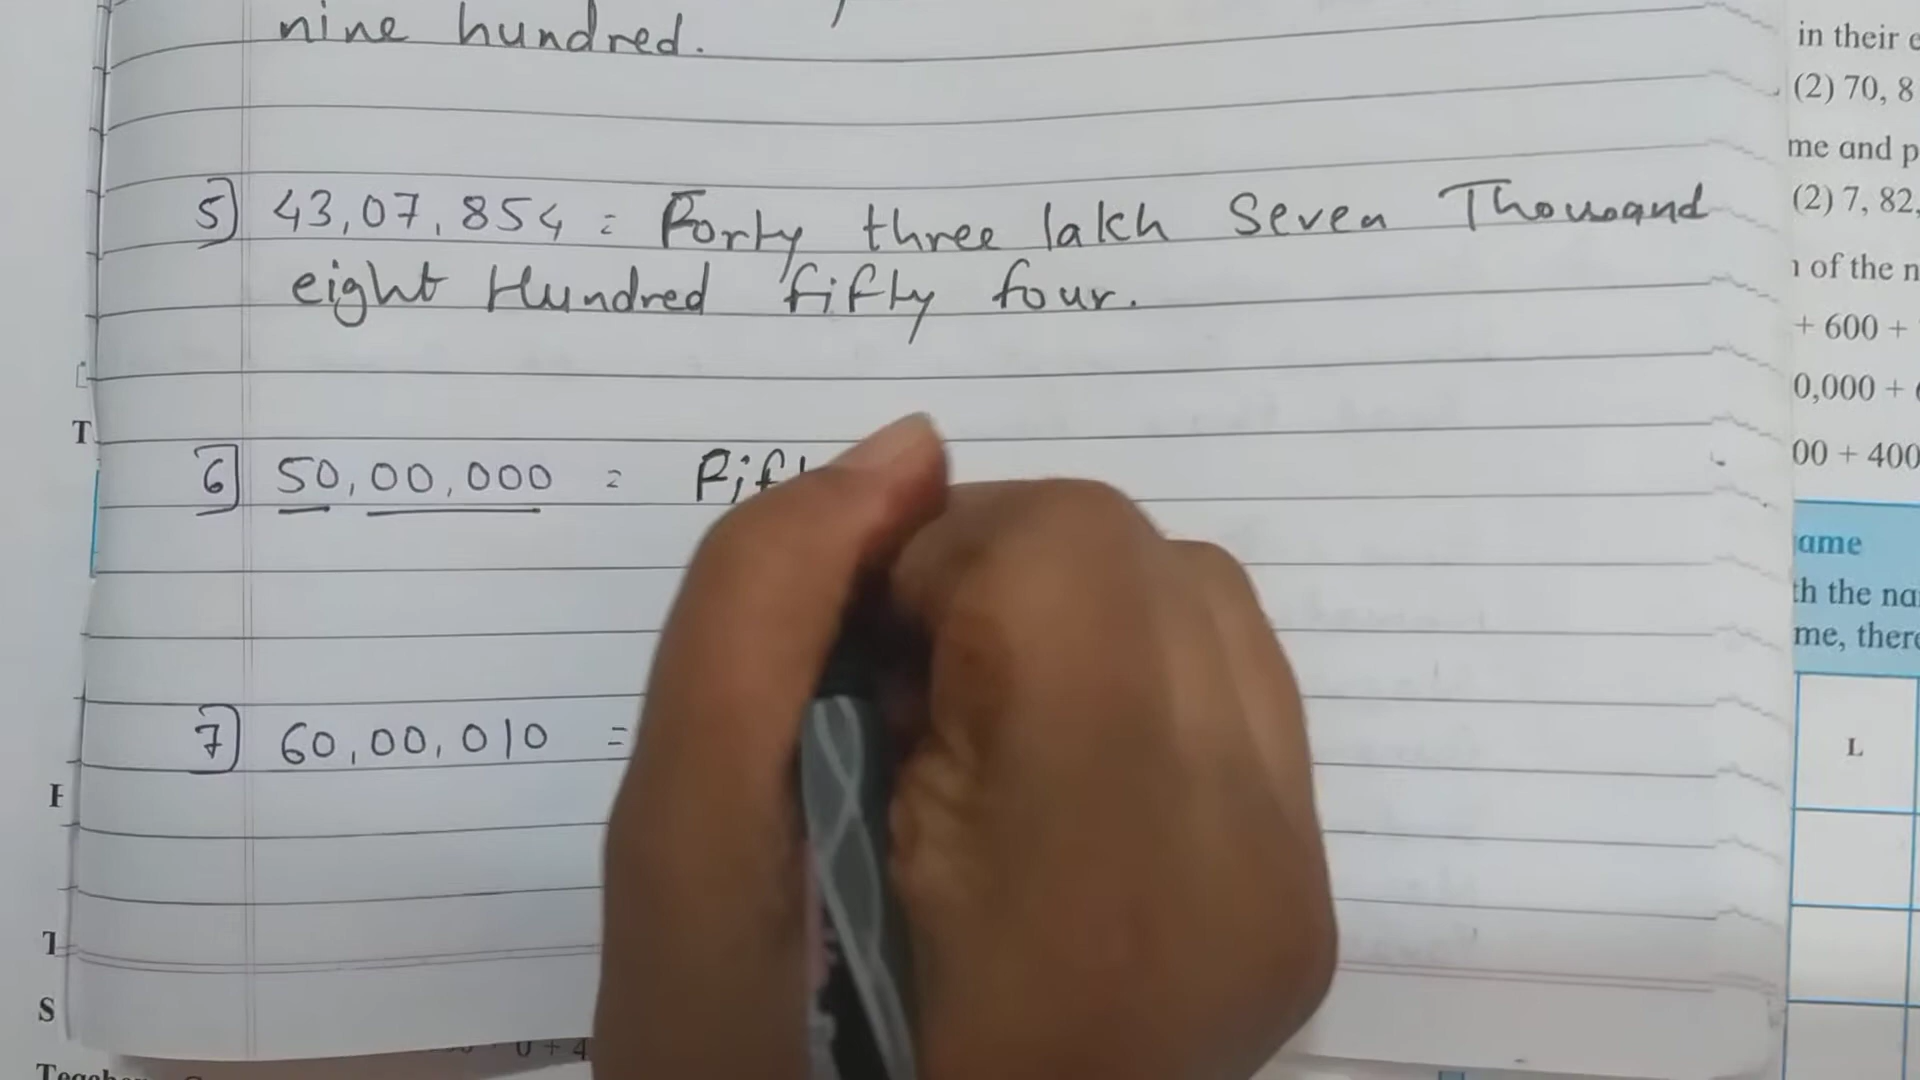 nine hundred.
5) 43,07,854 = Forty three lakh Seven Thousand
eight Hundred fifty four.
6) 50,00,000 = Fif
7) 60,00,010 =
in their
(2) 70, 8
me and p
(2) 7, 82,
of the n
+ 600 +
0,000 +
00 + 400
ame
th the na
me, there
L
T
S
0 + 4